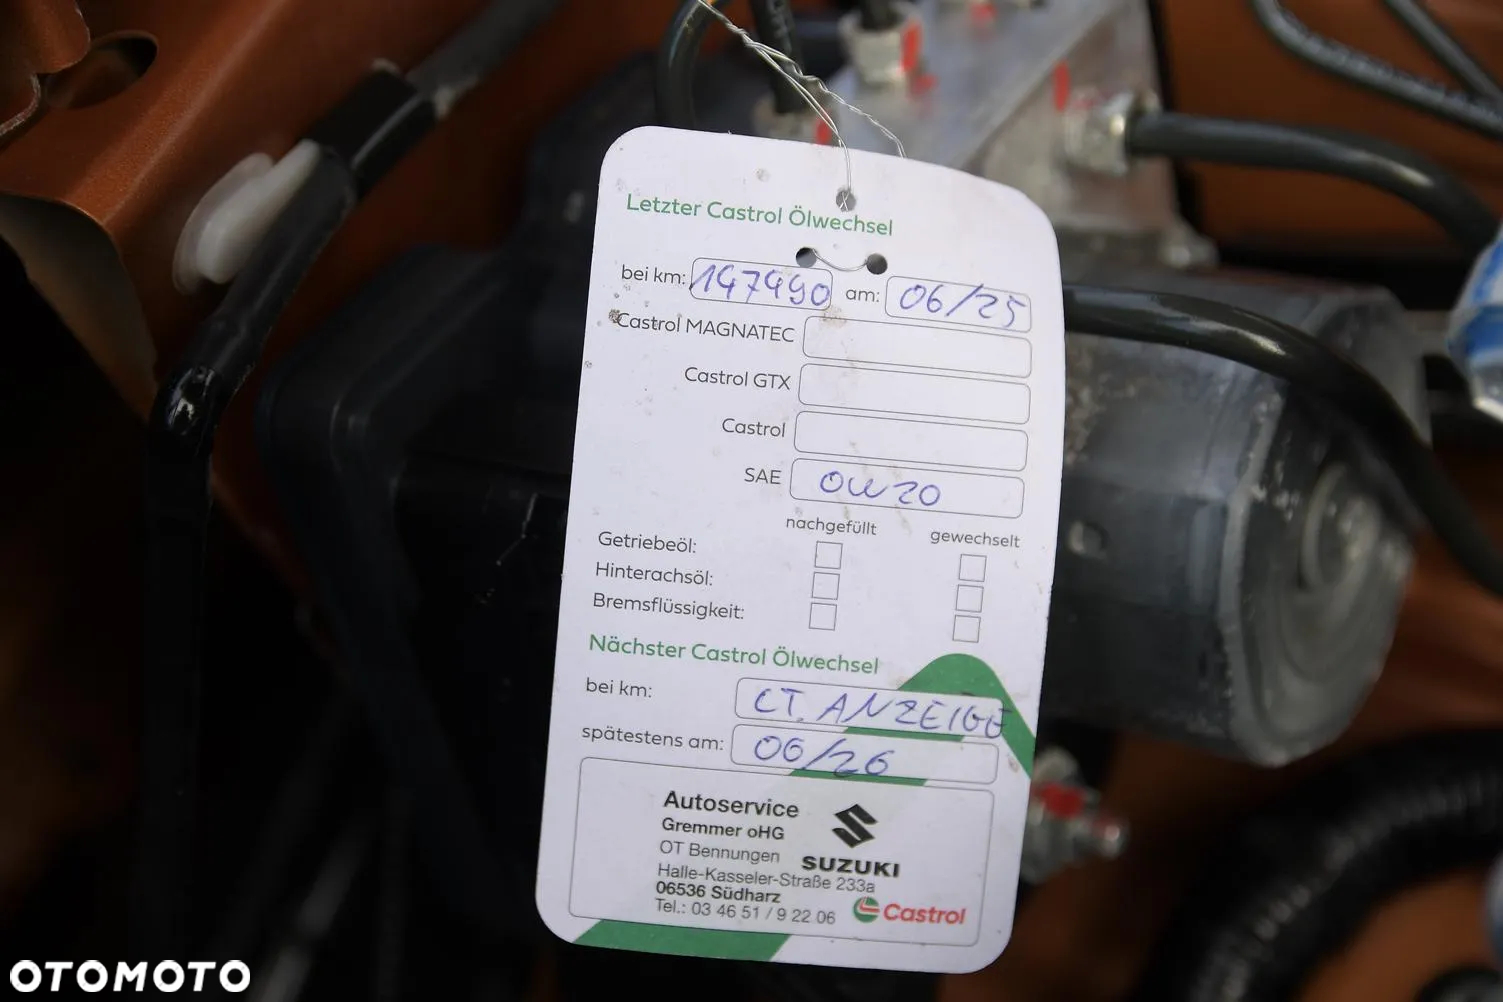 Letzter Castrol Ölwechsel
bei km: 147490 am: 06/25
Castrol MAGNATEC
Castrol GTX
Castrol
SAE 0W20
nachgefüllt gewechselt
Getriebeöl:
Hinterachsöl:
Bremsflüssigkeit:
Nächster Castrol Ölwechsel
bei km: LT. ANZEIGE
spätestens am: 06/26
Autoservice
Gremmer oHG
OT Bennungen
Halle-Kasseler-Straße 233a
06536 Südharz
Tel.: 03 46 51 / 9 22 06
SUZUKI
Castrol
OTOMOTO